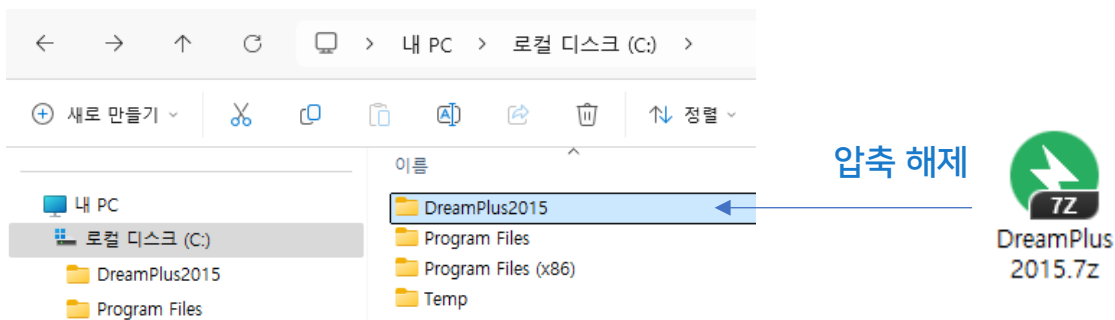 내 PC > 로컬 디스크 (C:) >
새로 만들기
정렬
이름
압축 해제
내 PC
로컬 디스크 (C:)
DreamPlus2015
Program Files
DreamPlus2015
Program Files
Program Files (x86)
Temp
7Z
DreamPlus
2015.7z